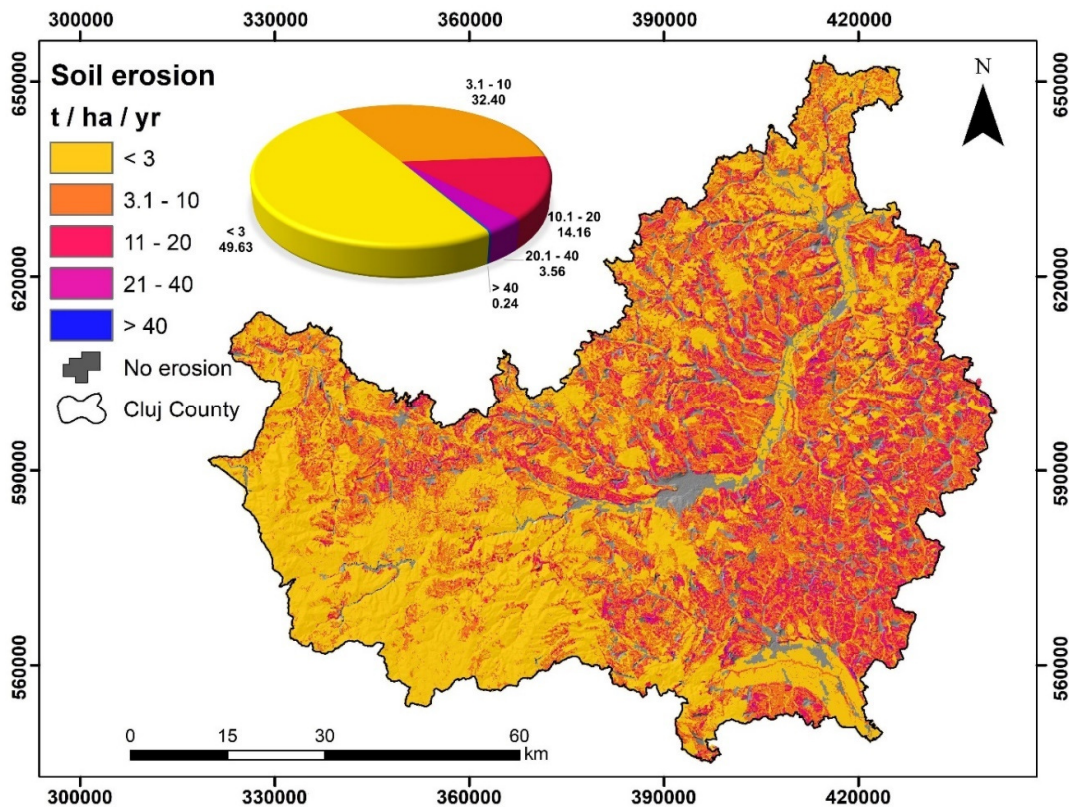 300000 330000 360000 390000 420000
650000 650000
620000 620000
590000 590000
560000 560000
Soil erosion
t / ha / yr
< 3
3.1 - 10
11 - 20
21 - 40
> 40
No erosion
Cluj County
3.1 - 10
32.40
10.1 - 20
14.16
20.1 - 40
3.56
> 40
0.24
< 3
49.63
N
0 15 30 60
km
300000 330000 360000 390000 420000